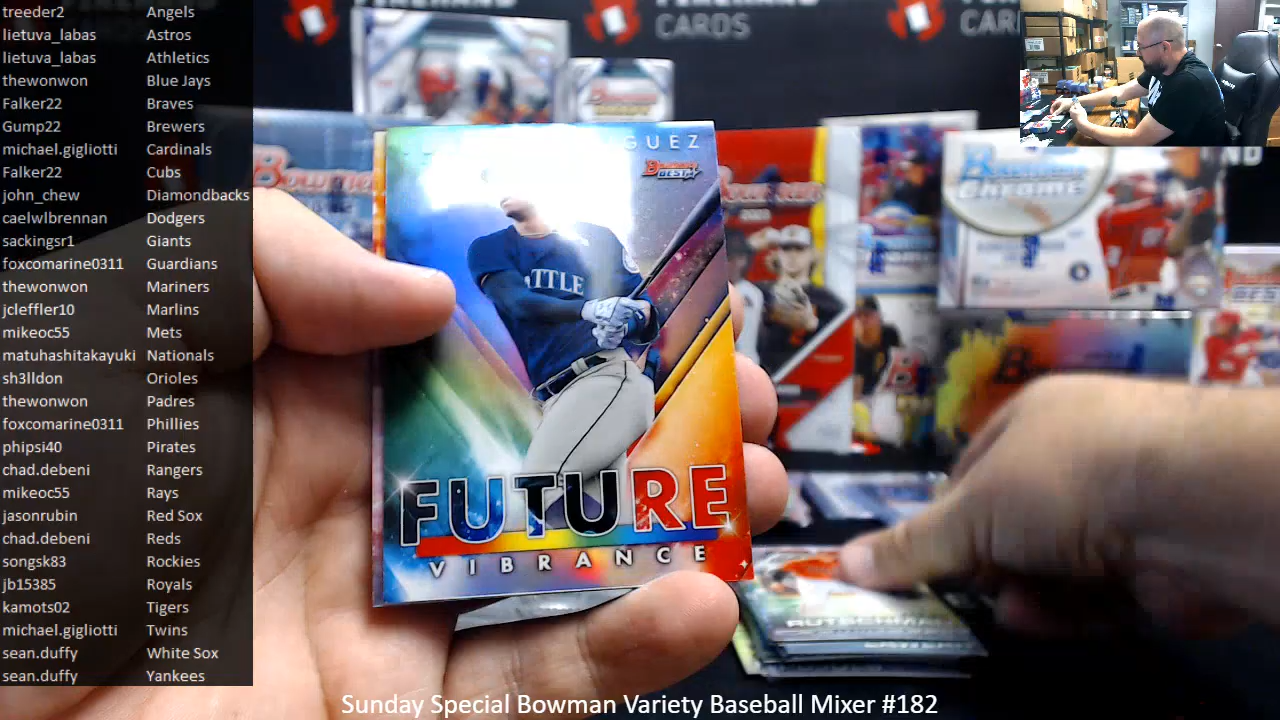 treeder2 Angels
lietuva_labas Astros
lietuva_labas Athletics
thewonwon Blue Jays
Falker22 Braves
Gump22 Brewers
michael.gigliotti Cardinals
Falker22 Cubs
john_chew Diamondbacks
caelwlbrennan Dodgers
sackingsr1 Giants
foxcomarine0311 Guardians
thewonwon Mariners
jcleffler10 Marlins
mikeoc55 Mets
matuhashitakayuki Nationals
sh3lldon Orioles
thewonwon Padres
foxcomarine0311 Phillies
phipsi40 Pirates
chad.debeni Rangers
mikeoc55 Rays
jasonrubin Red Sox
chad.debeni Reds
songsk83 Rockies
jb15385 Royals
kamots02 Tigers
michael.gigliotti Twins
sean.duffy White Sox
sean.duffy Yankees
CARDS
GUEZ
Bowman
BEST
ATTLE
FUTURE
VIBRANCE
Bowman
CHROME
RUTSCHMAN
Sunday Special Bowman Variety Baseball Mixer #182